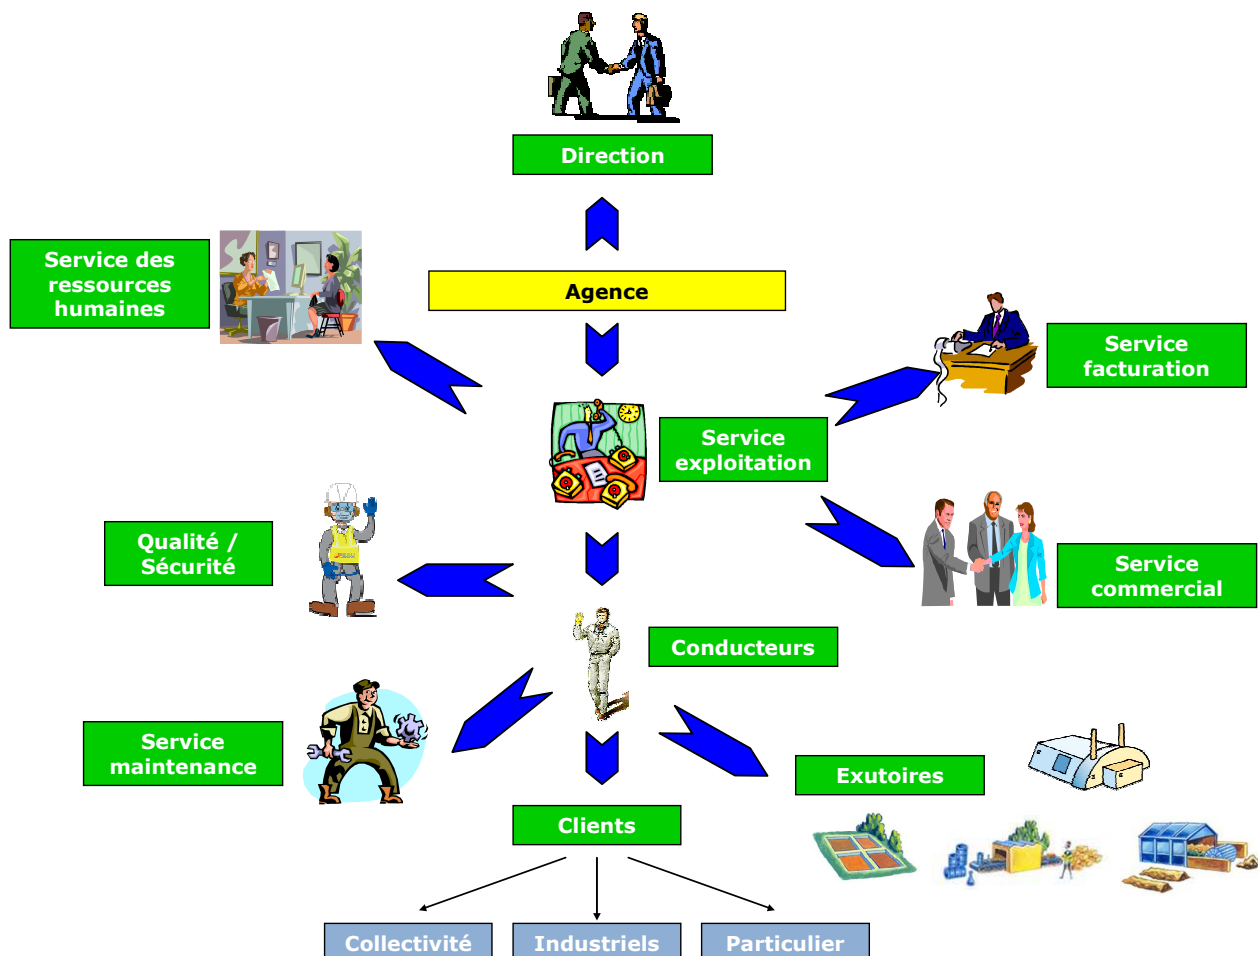 Direction
Service des
ressources
humaines
Agence
Service
facturation
Service
exploitation
Qualité /
Sécurité
Service
commercial
Conducteurs
Service
maintenance
Exutoires
Clients
Collectivité
Industriels
Particulier